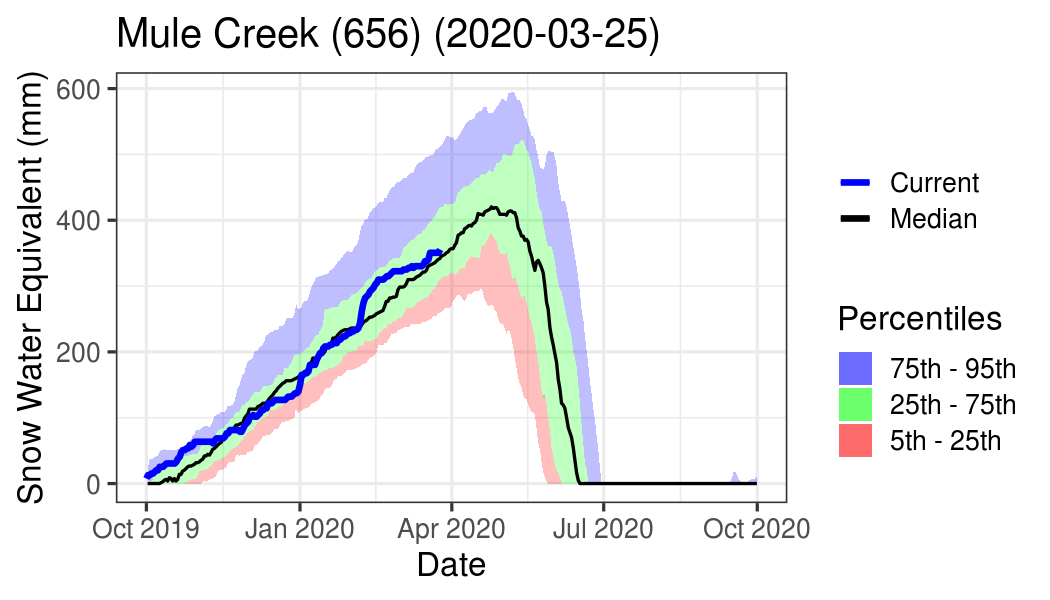 Mule Creek (656) (2020-03-25)
Snow Water Equivalent (mm)
600
400
200
0
Oct 2019
Jan 2020
Apr 2020
Jul 2020
Oct 2020
Date
Current
Median
Percentiles
75th - 95th
25th - 75th
5th - 25th